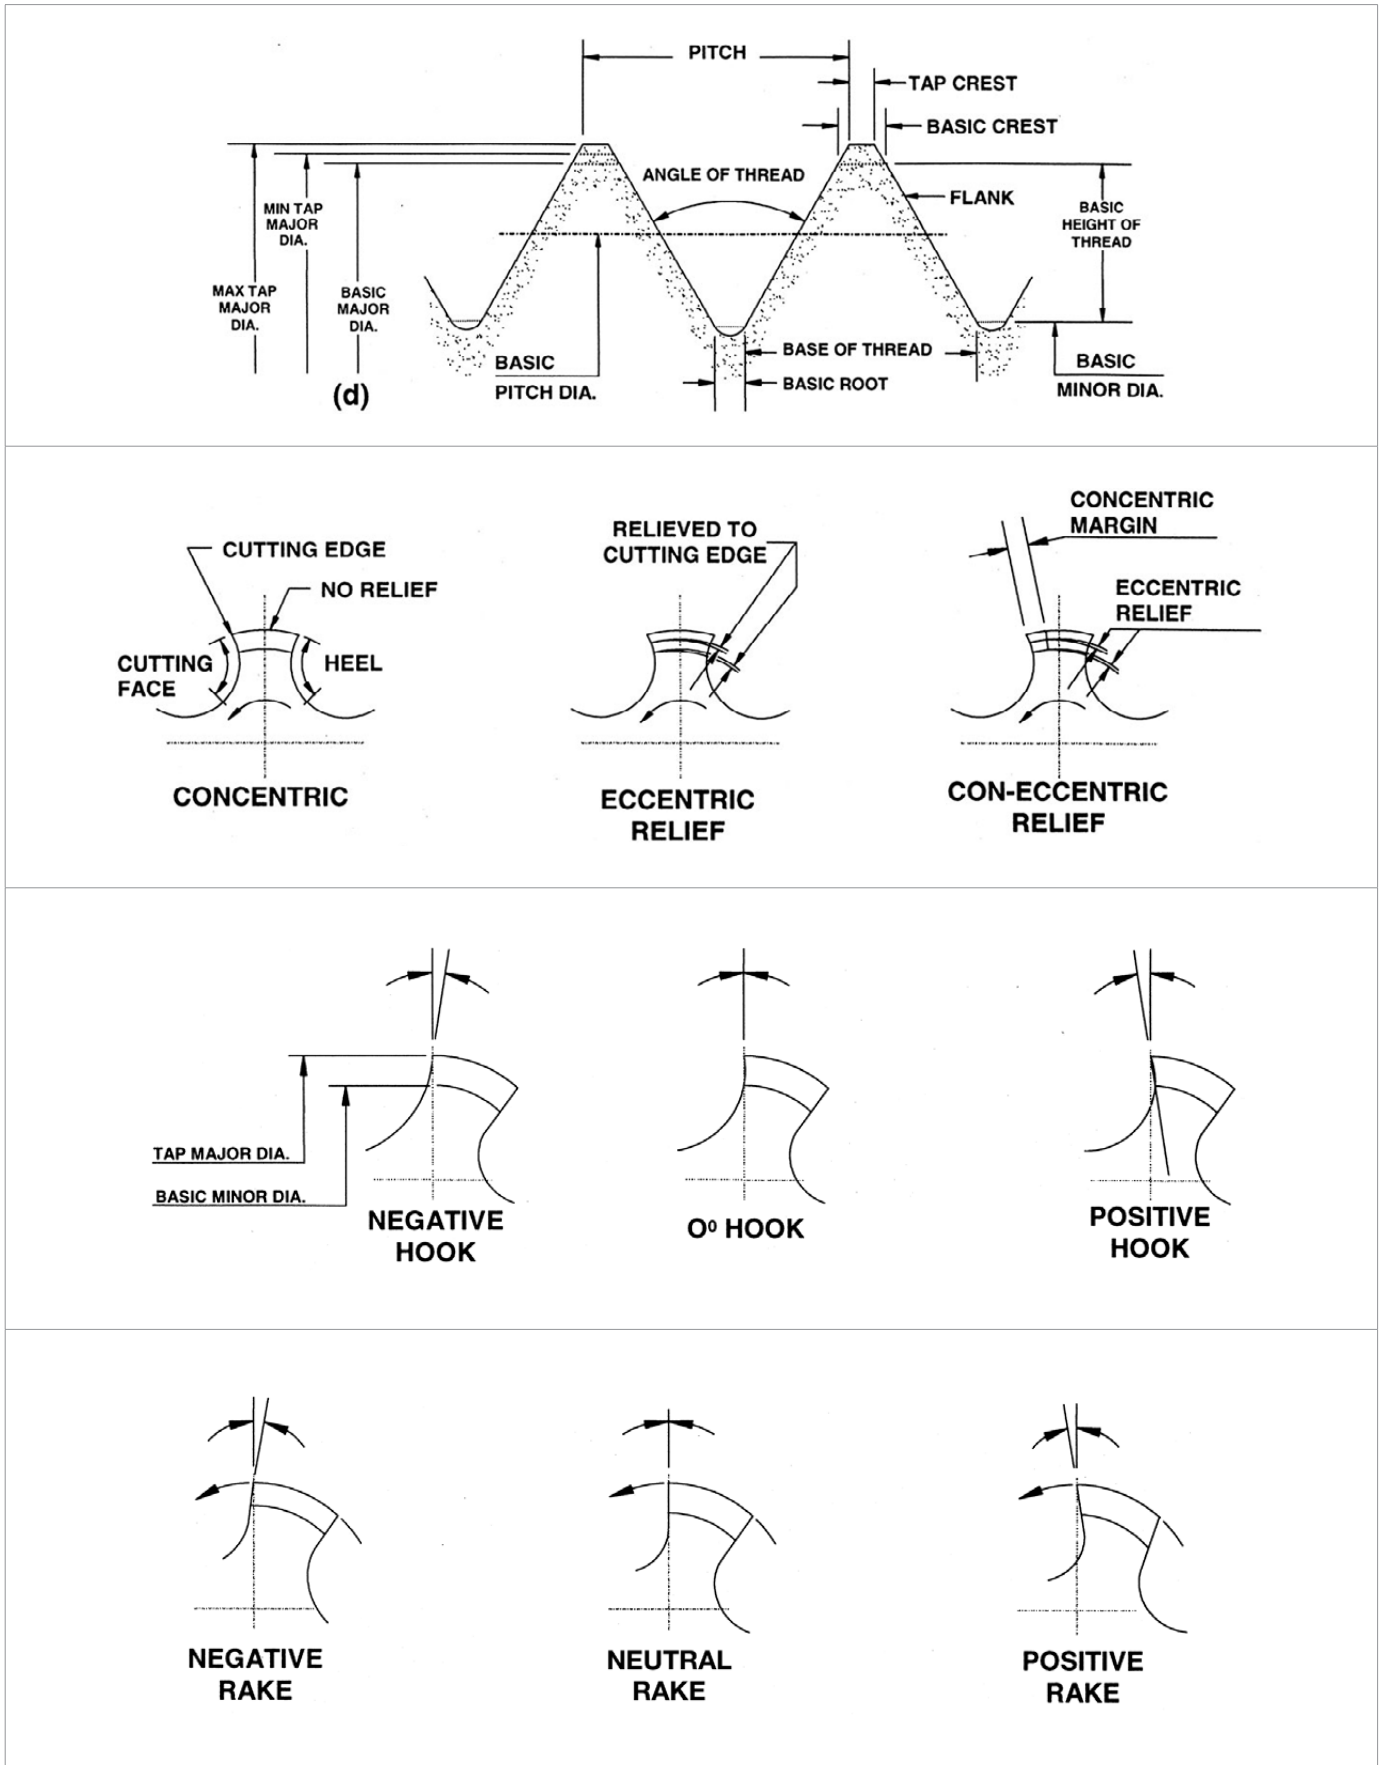 PITCH
TAP CREST
BASIC CREST
ANGLE OF THREAD
FLANK
MIN TAP
MAJOR
DIA.
BASIC
HEIGHT OF
THREAD
MAX TAP
MAJOR
DIA.
BASIC
MAJOR
DIA.
BASIC
PITCH DIA.
BASE OF THREAD
BASIC ROOT
BASIC
MINOR DIA.
(d)
CUTTING EDGE
NO RELIEF
CUTTING
FACE
HEEL
CONCENTRIC
RELIEVED TO
CUTTING EDGE
ECCENTRIC
RELIEF
CONCENTRIC
MARGIN
ECCENTRIC
RELIEF
CON-ECCENTRIC
RELIEF
TAP MAJOR DIA.
BASIC MINOR DIA.
NEGATIVE
HOOK
O⁰ HOOK
POSITIVE
HOOK
NEGATIVE
RAKE
NEUTRAL
RAKE
POSITIVE
RAKE